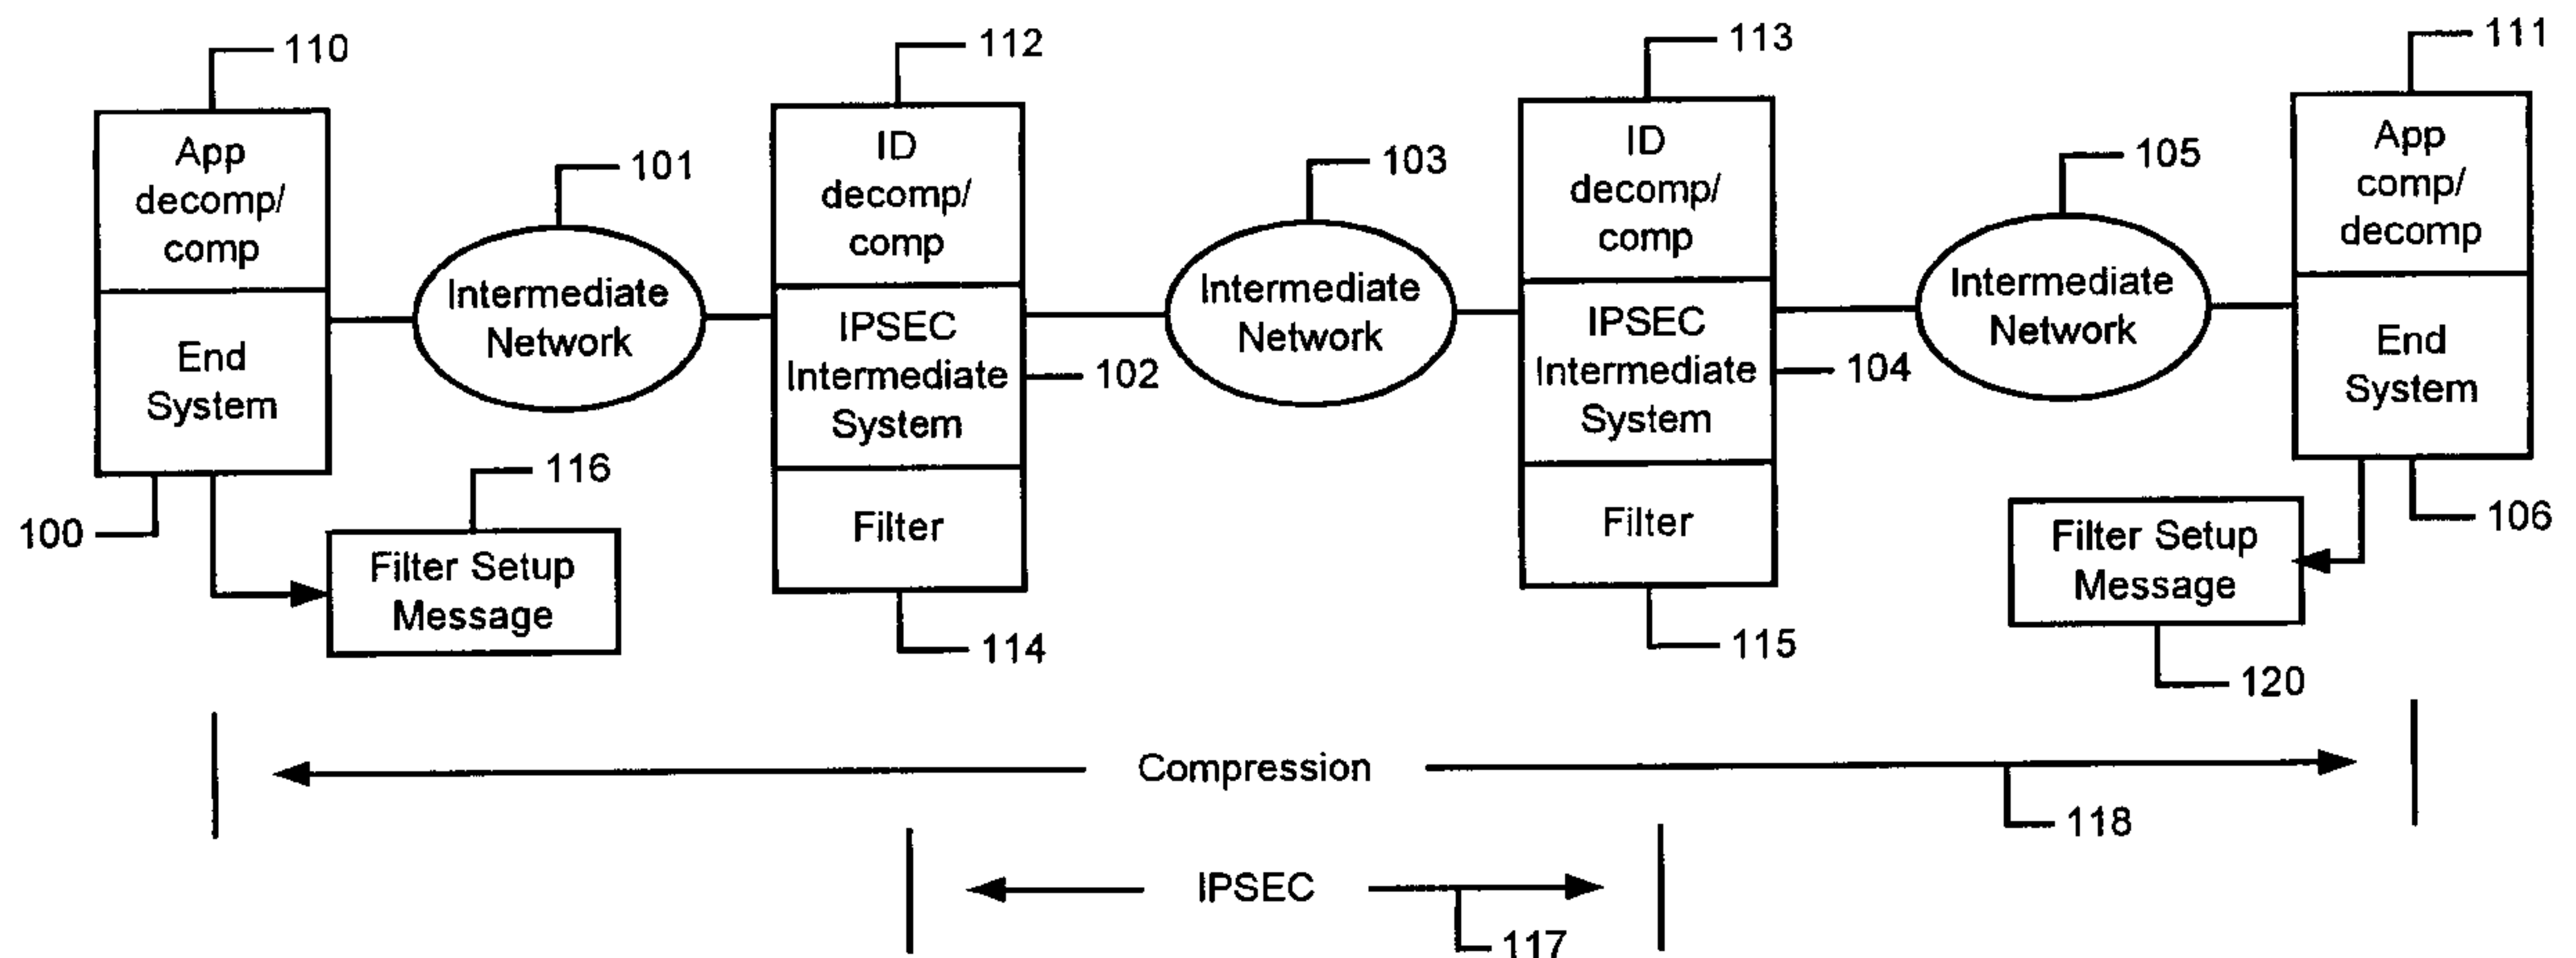 110
112
113
111
App
decomp/
comp
End
System
100
101
Intermediate
Network
116
Filter Setup
Message
ID
decomp/
comp
IPSEC
Intermediate
System
Filter
102
114
103
Intermediate
Network
ID
decomp/
comp
IPSEC
Intermediate
System
Filter
104
115
105
Intermediate
Network
App
comp/
decomp
End
System
106
Filter Setup
Message
120
Compression
118
IPSEC
117